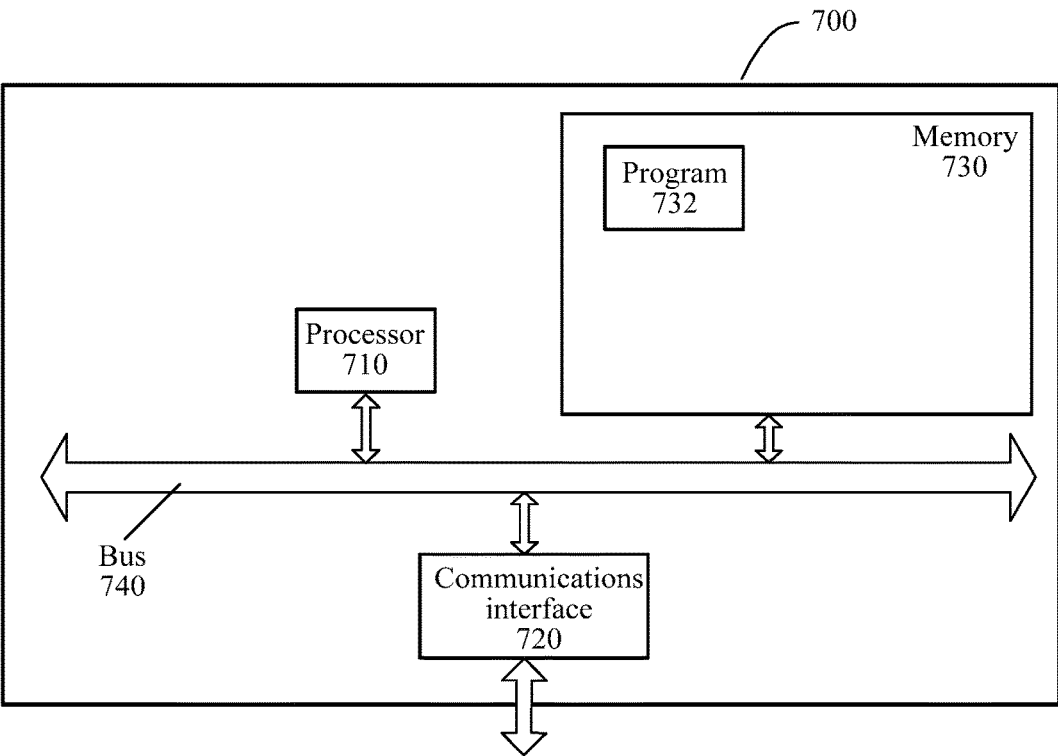 700
Memory
730
Program
732
Processor
710
Bus
740
Communications
interface
720